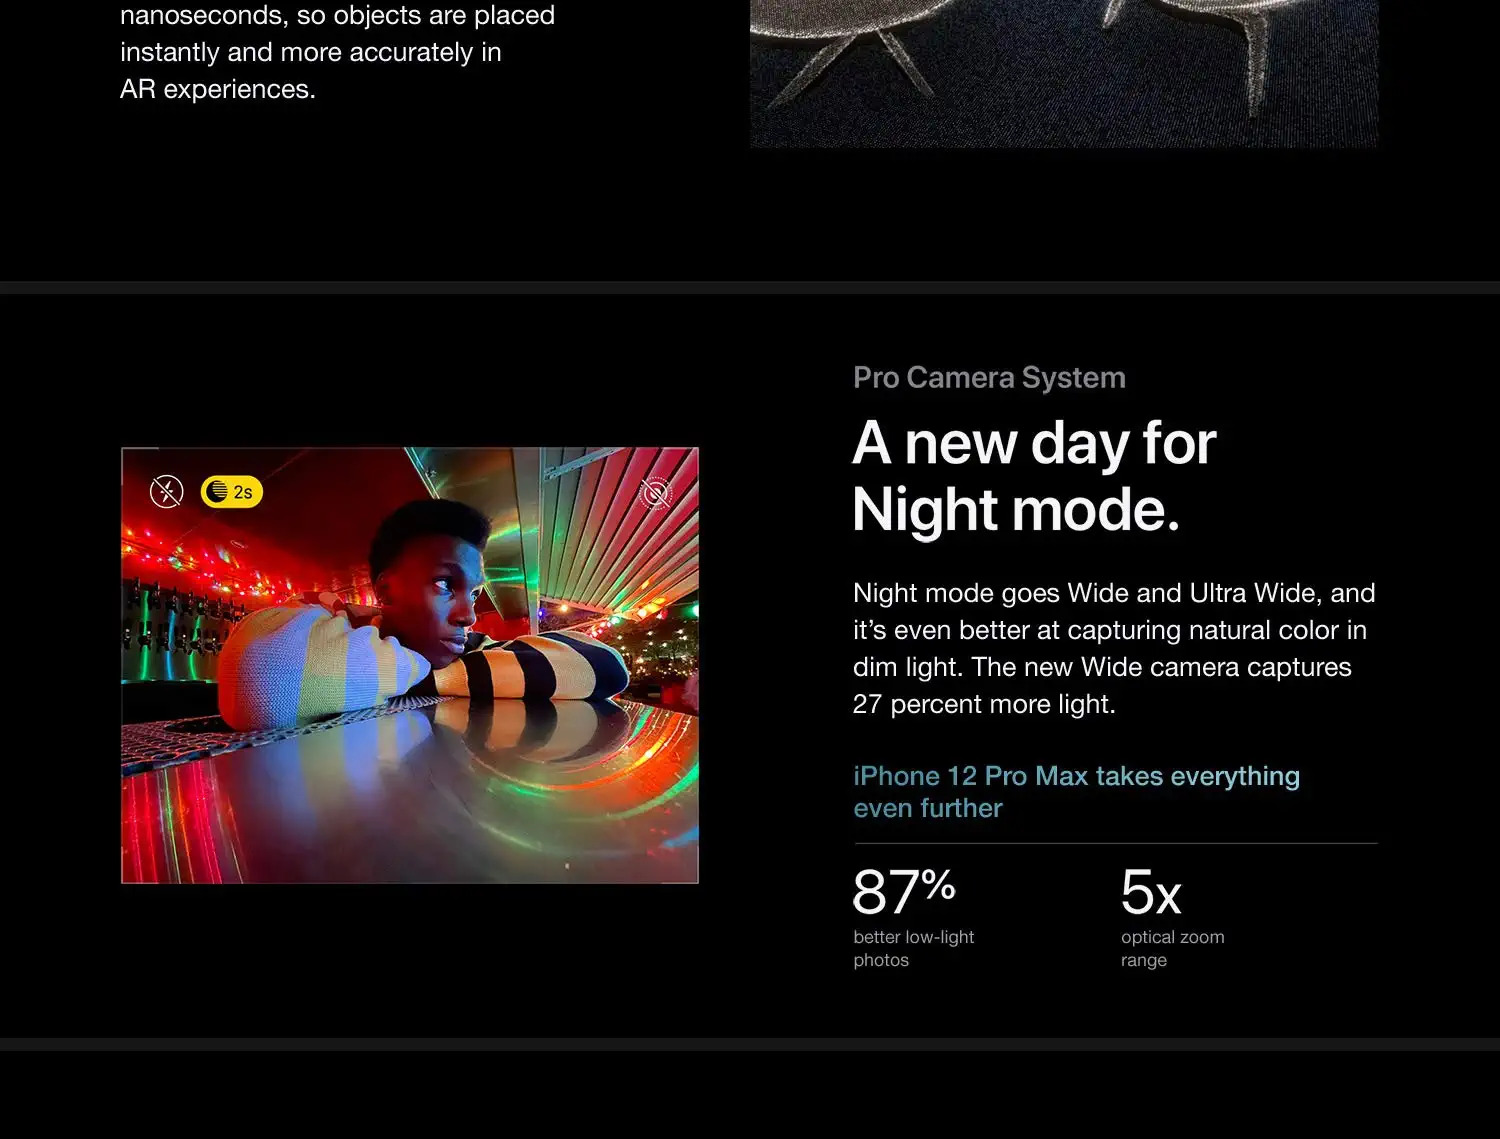 nanoseconds, so objects are placed
instantly and more accurately in
AR experiences.
2s
Pro Camera System
A new day for
Night mode.
Night mode goes Wide and Ultra Wide, and
it’s even better at capturing natural color in
dim light. The new Wide camera captures
27 percent more light.
iPhone 12 Pro Max takes everything
even further
87%
better low-light
photos
5x
optical zoom
range